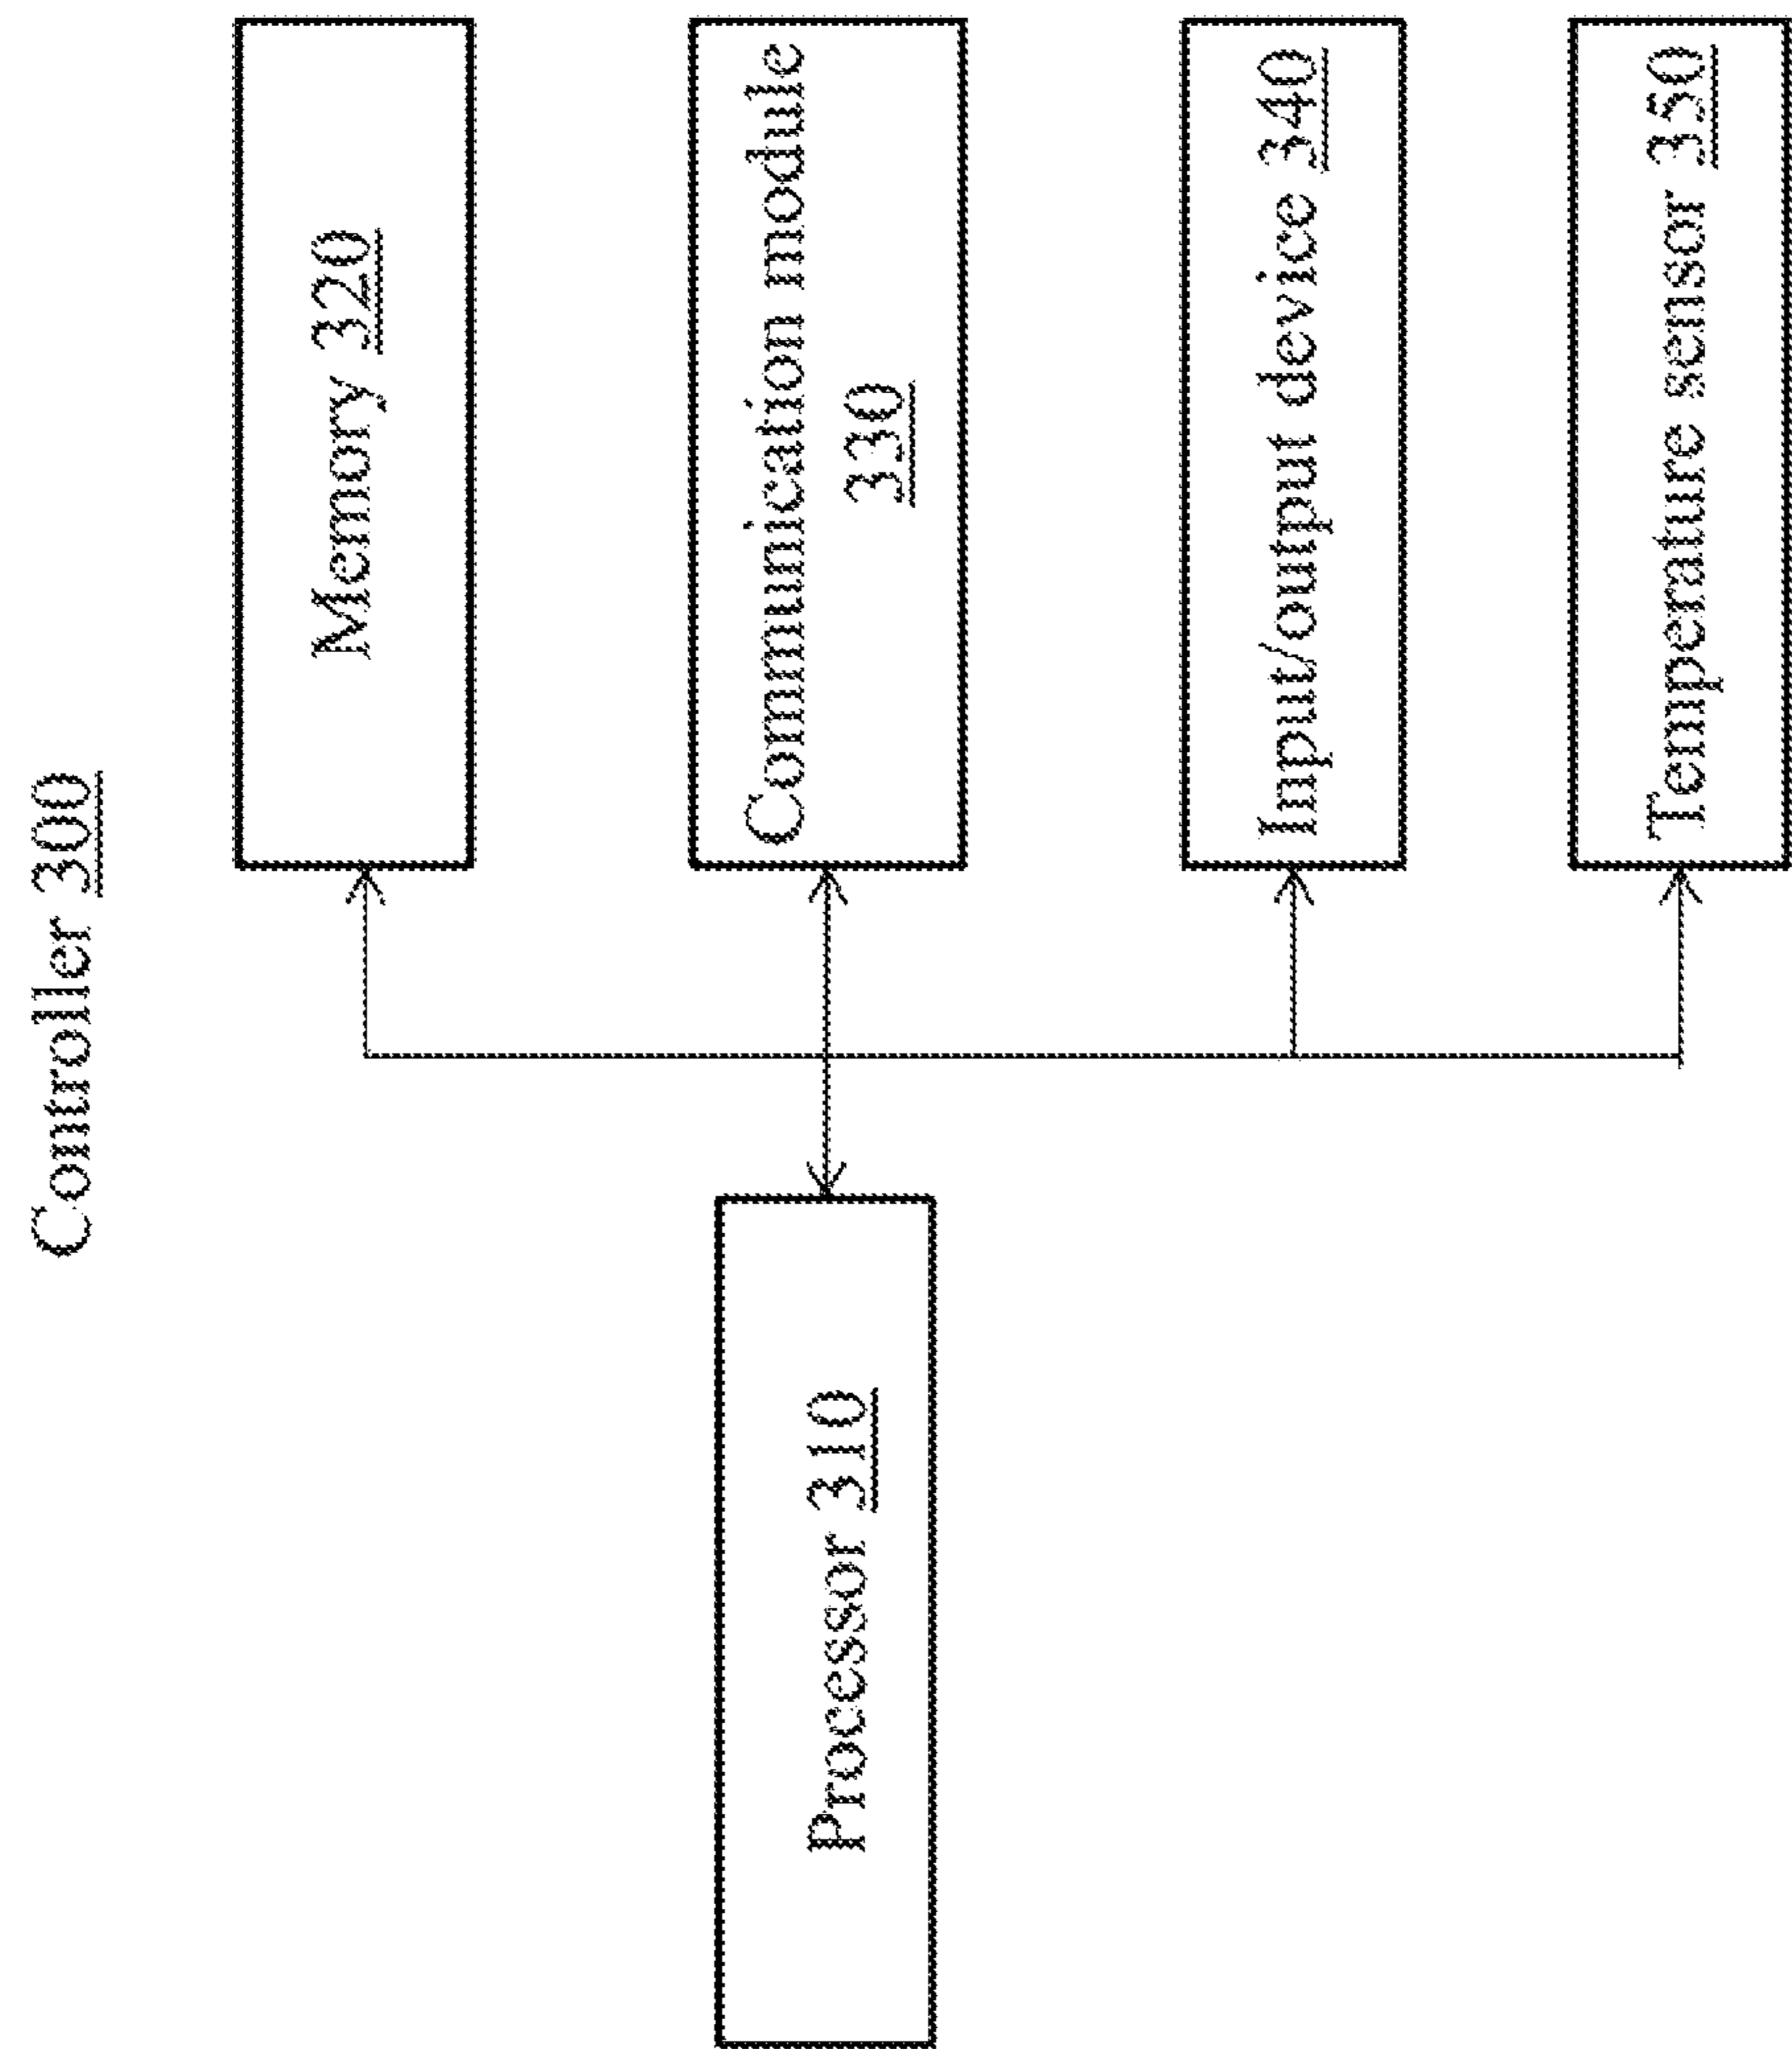 Controller 300
Processor 310
Memory 320
Communication module
330
Input/output device 340
Temperature sensor 350